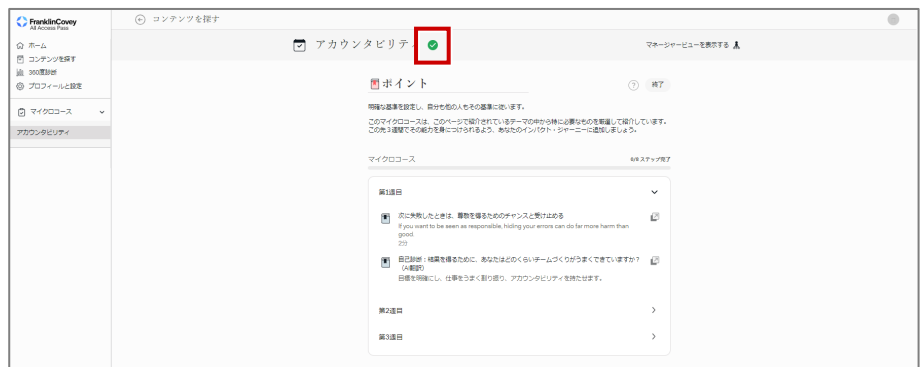 FranklinCovey
All Access Pass
コンテンツを探す
ホーム
コンテンツを探す
360度診断
プロフィールと設定
マイクロコース
アカウンタビリティ
アカウンタビリティ
マネージャービューを表示する
ポイント
?
終了
明確な基準を設定し、自分も他の人もその基準に従います。
このマイクロコースは、このページで紹介されているテーマの中から特に必要なものを厳選して紹介しています。
この先3週間でその能力を身につけられるよう、あなたのインパクト・ジャーニーに追加しましょう。
マイクロコース
ステップ完了
第1週目
次に失敗したときは、尊敬を得るためのチャンスと受け止める
If you want to be seen as responsible, hiding your errors can do far more harm than
good.
2分
自己診断：結果を得るために、あなたはどのくらいチームづくりがうまくできていますか？
（AI翻訳）
目標を明確にし、仕事をうまく割り振り、アカウンタビリティを持たせます。
第2週目
第3週目